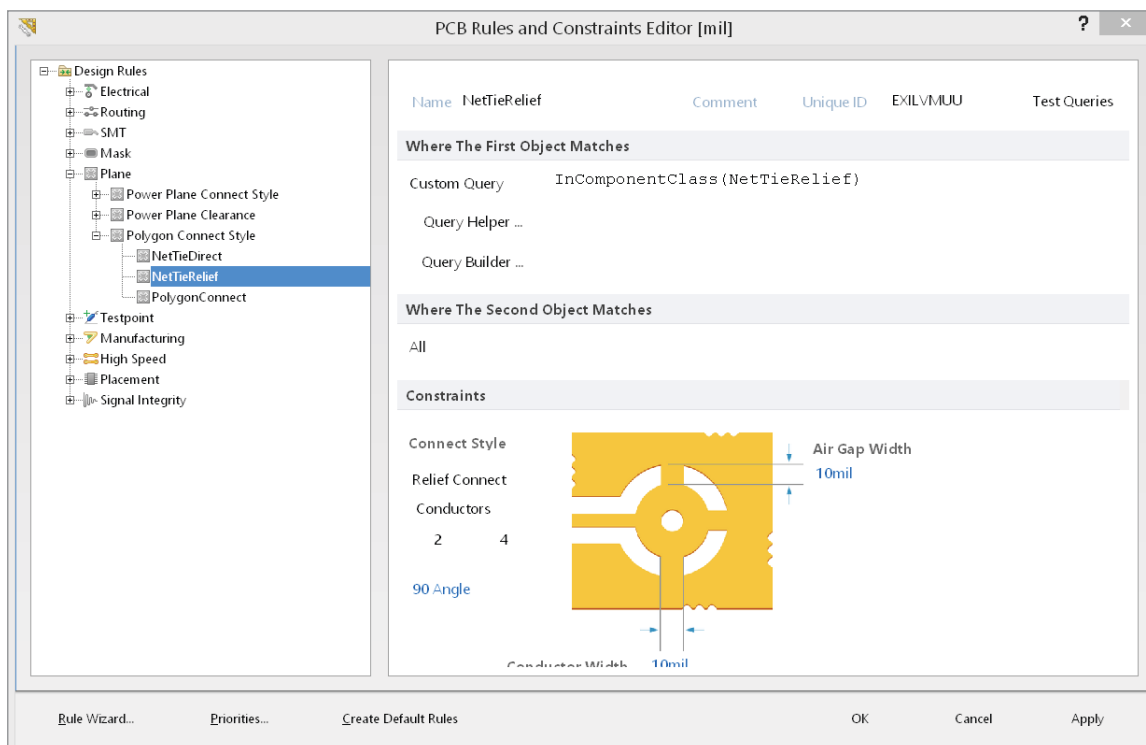 PCB Rules and Constraints Editor [mil]
?
Design Rules
Electrical
Routing
SMT
Mask
Plane
Power Plane Connect Style
Power Plane Clearance
Polygon Connect Style
NetTieDirect
NetTieRelief
PolygonConnect
Testpoint
Manufacturing
High Speed
Placement
Signal Integrity
Name NetTieRelief Comment Unique ID EXILVMUU Test Queries
Where The First Object Matches
Custom Query InComponentClass(NetTieRelief)
Query Helper ...
Query Builder ...
Where The Second Object Matches
All
Constraints
Connect Style
Relief Connect
Conductors
2 4
90 Angle
Air Gap Width
10mil
Conductor Width 10mil
Rule Wizard... Priorities... Create Default Rules OK Cancel Apply